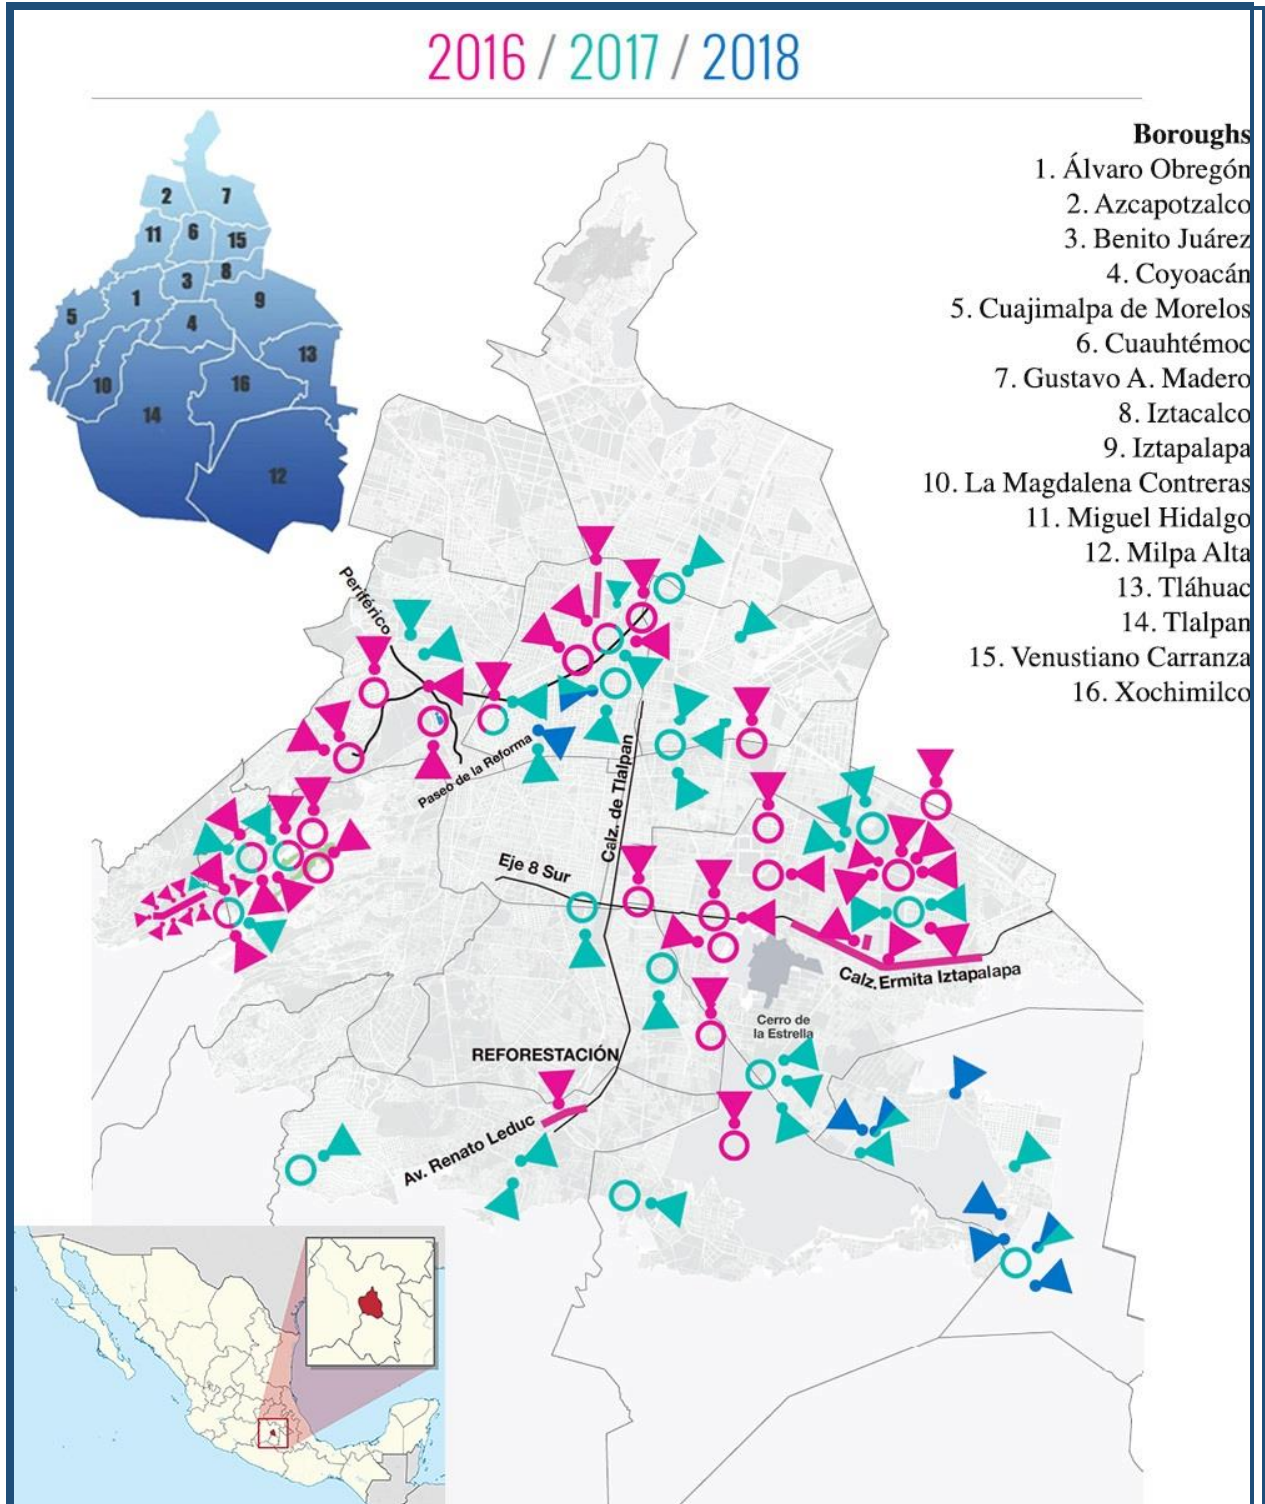 2016 / 2017 / 2018
Boroughs
1. Álvaro Obregón
2. Azcapotzalco
3. Benito Juárez
4. Coyoacán
5. Cuajimalpa de Morelos
6. Cuauhtémoc
7. Gustavo A. Madero
8. Iztacalco
9. Iztapalapa
10. La Magdalena Contreras
11. Miguel Hidalgo
12. Milpa Alta
13. Tláhuac
14. Tlalpan
15. Venustiano Carranza
16. Xochimilco
2
7
11
6
15
8
3
1
9
5
4
13
10
16
14
12
Periférico
Paseo de la Reforma
Calz. de Tlalpan
Eje 8 Sur
Calz. Ermita Iztapalapa
Cerro de
la Estrella
REFORESTACIÓN
Av. Renato Leduc